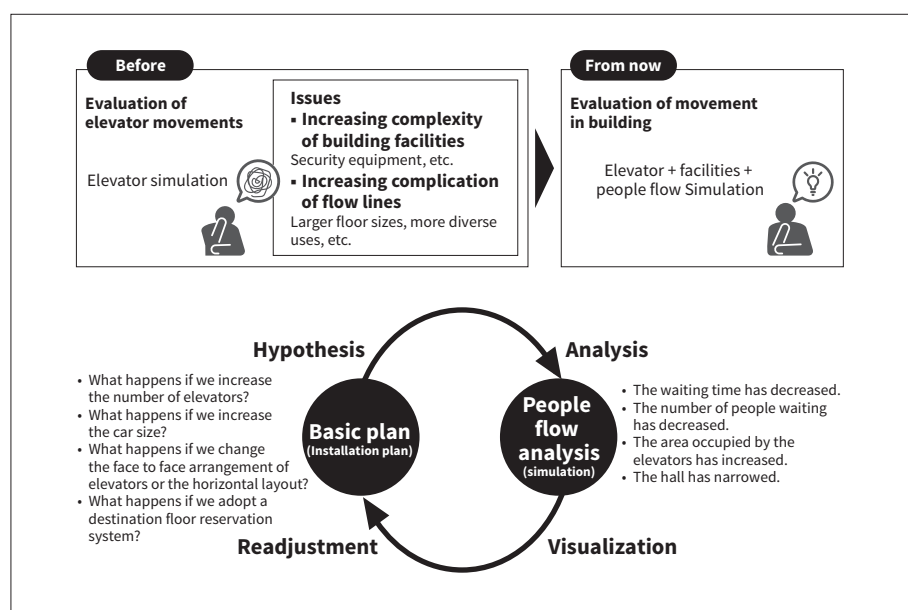 Before
Evaluation of
elevator movements
Elevator simulation
Issues
▪ Increasing complexity
of building facilities
Security equipment, etc.
▪ Increasing complication
of flow lines
Larger floor sizes, more diverse
uses, etc.
From now
Evaluation of movement
in building
Elevator + facilities +
people flow Simulation
Hypothesis
• What happens if we increase
the number of elevators?
• What happens if we increase
the car size?
• What happens if we change
the face to face arrangement of
elevators or the horizontal layout?
• What happens if we adopt a
destination floor reservation
system?
Basic plan
(Installation plan)
Analysis
People
flow
analysis
(simulation)
• The waiting time has decreased.
• The number of people waiting
has decreased.
• The area occupied by the
elevators has increased.
• The hall has narrowed.
Readjustment
Visualization